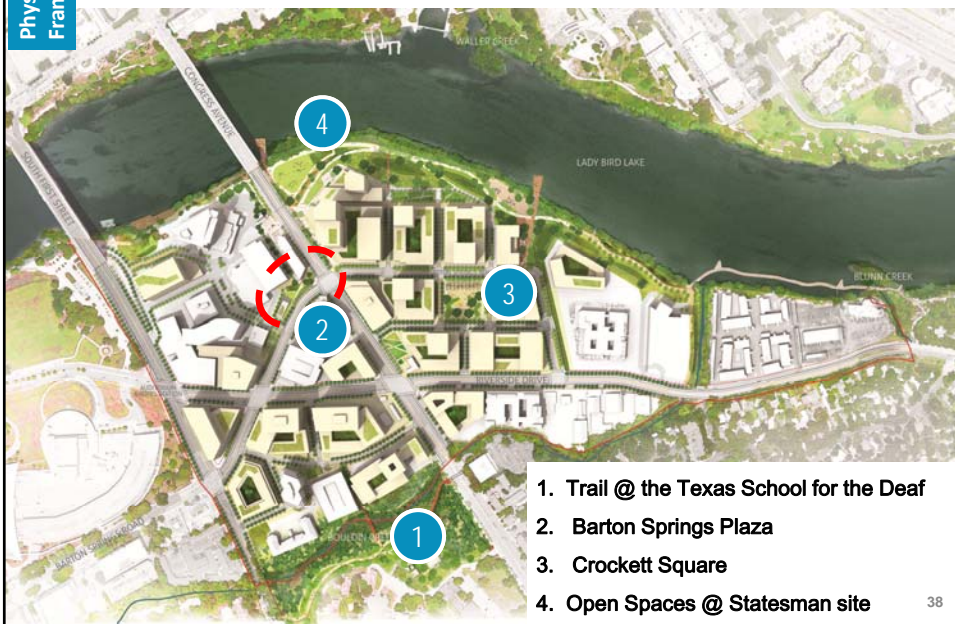 Phys
Fram
WALLER CREEK
CONGRESS AVENUE
4
SOUTH FIRST STREET
LADY BIRD LAKE
BLUNN CREEK
3
2
RIVERSIDE DRIVE
1
BARTON SPRINGS ROAD
1. Trail @ the Texas School for the Deaf
2. Barton Springs Plaza
3. Crockett Square
4. Open Spaces @ Statesman site
38